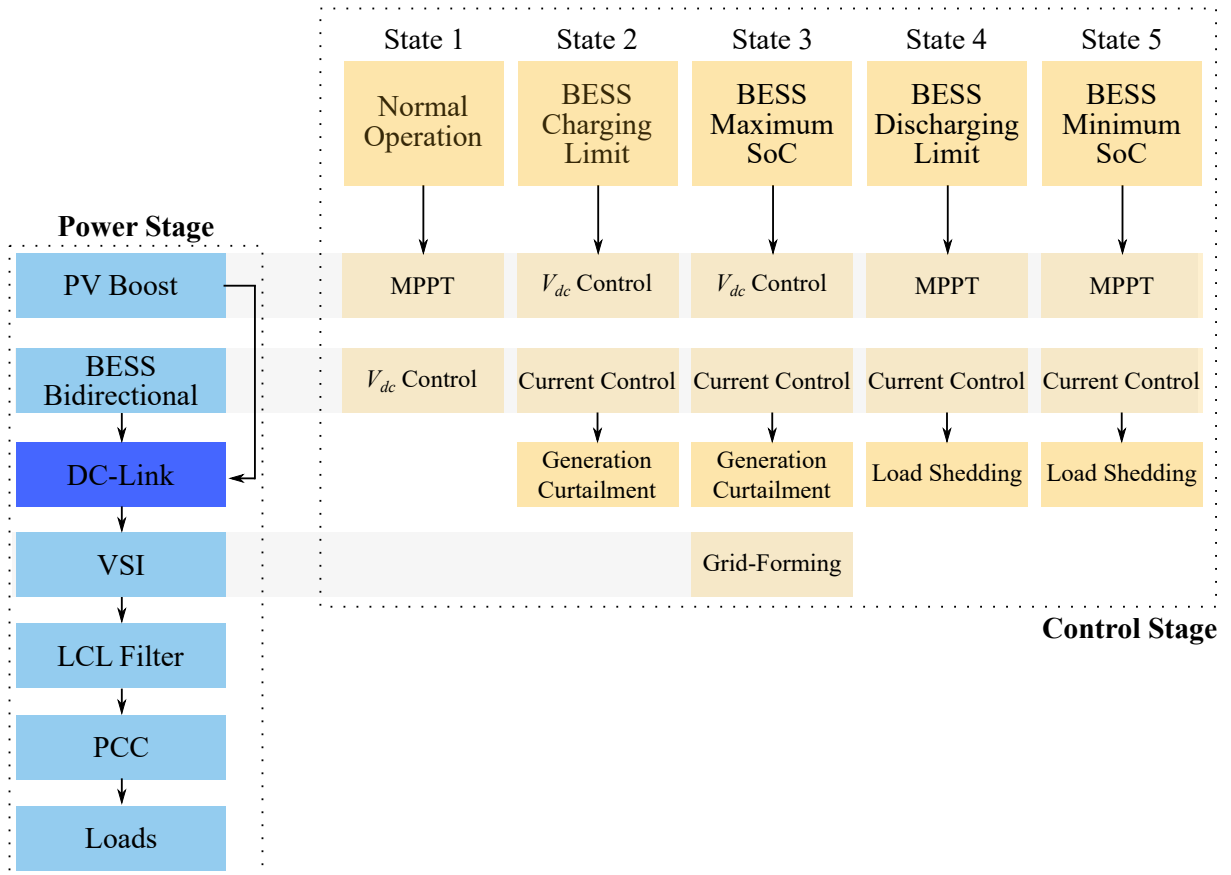 State 1
State 2
State 3
State 4
State 5
Normal
Operation
BESS
Charging
Limit
BESS
Maximum
SoC
BESS
Discharging
Limit
BESS
Minimum
SoC
Power Stage
PV Boost
MPPT
V_dc Control
V_dc Control
MPPT
MPPT
BESS
Bidirectional
V_dc Control
Current Control
Current Control
Current Control
Current Control
DC-Link
Generation
Curtailment
Generation
Curtailment
Load Shedding
Load Shedding
VSI
Grid-Forming
Control Stage
LCL Filter
PCC
Loads